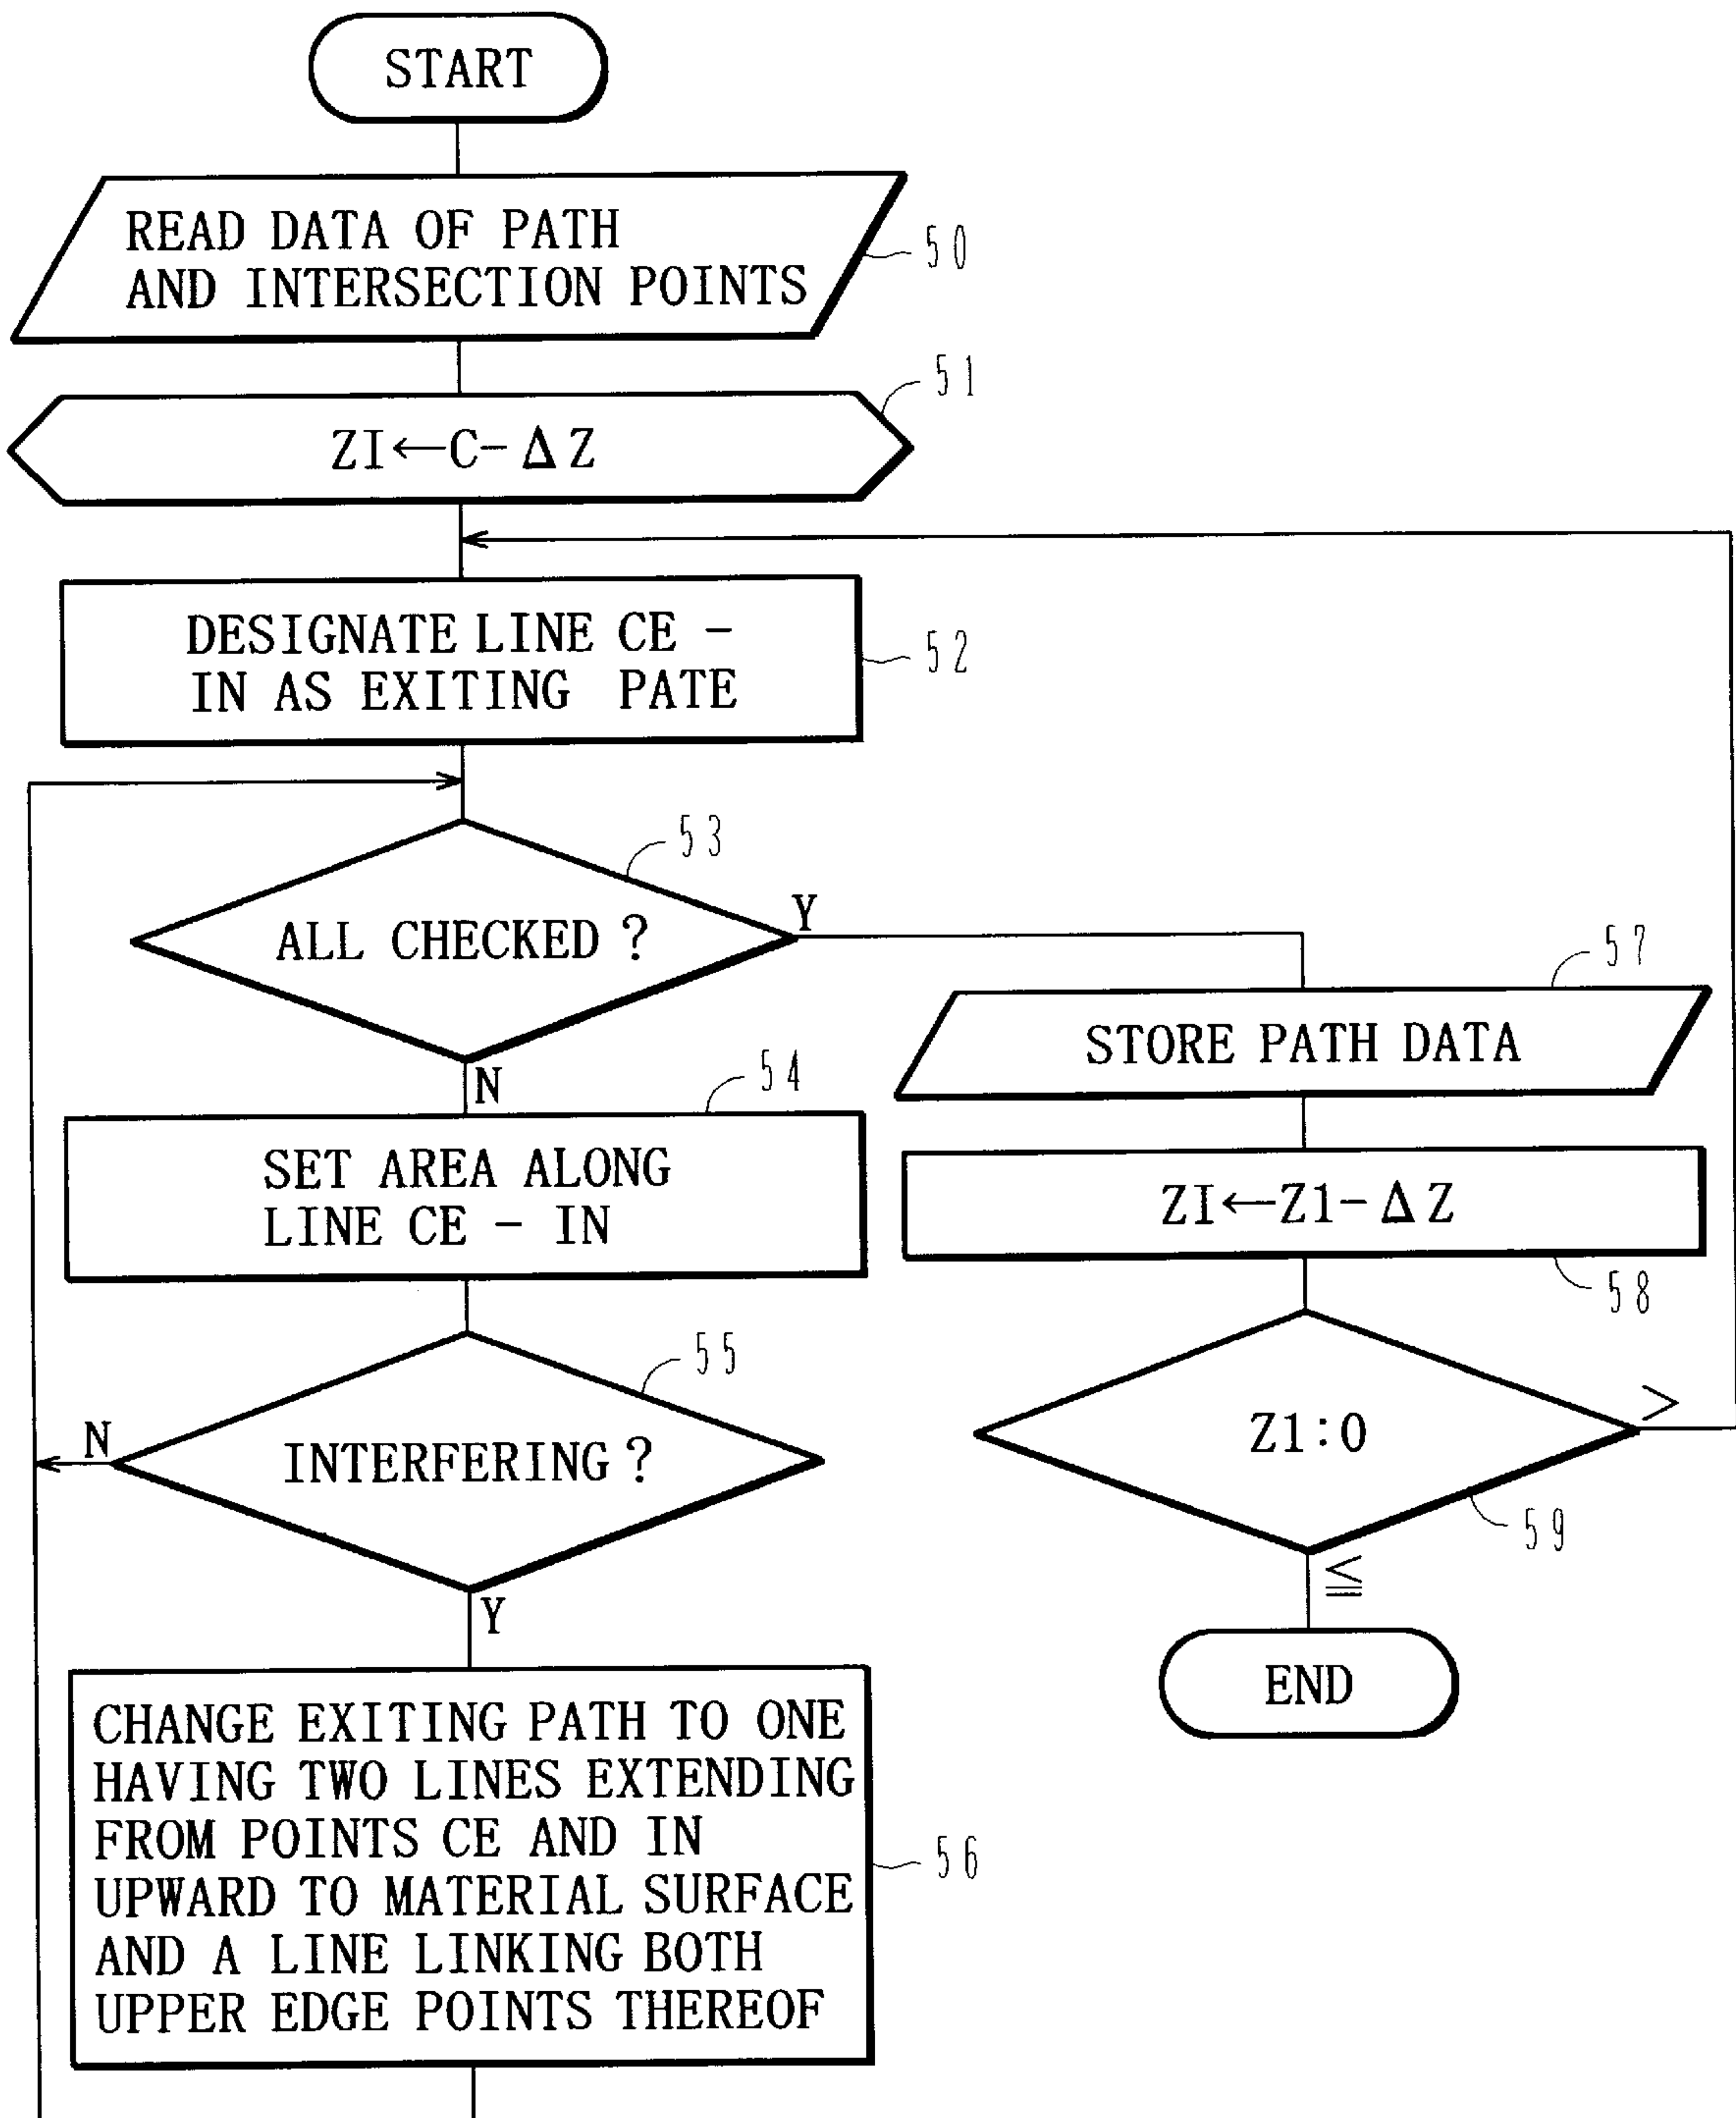 START
READ DATA OF PATH
AND INTERSECTION POINTS
50
ZI←C-ΔZ
51
DESIGNATE LINE CE -
IN AS EXITING PATE
52
ALL CHECKED ?
53
Y
N
SET AREA ALONG
LINE CE - IN
54
INTERFERING ?
55
N
Y
CHANGE EXITING PATH TO ONE
HAVING TWO LINES EXTENDING
FROM POINTS CE AND IN
UPWARD TO MATERIAL SURFACE
AND A LINE LINKING BOTH
UPPER EDGE POINTS THEREOF
56
STORE PATH DATA
57
ZI←Z1-ΔZ
58
Z1:0
59
>
≦
END